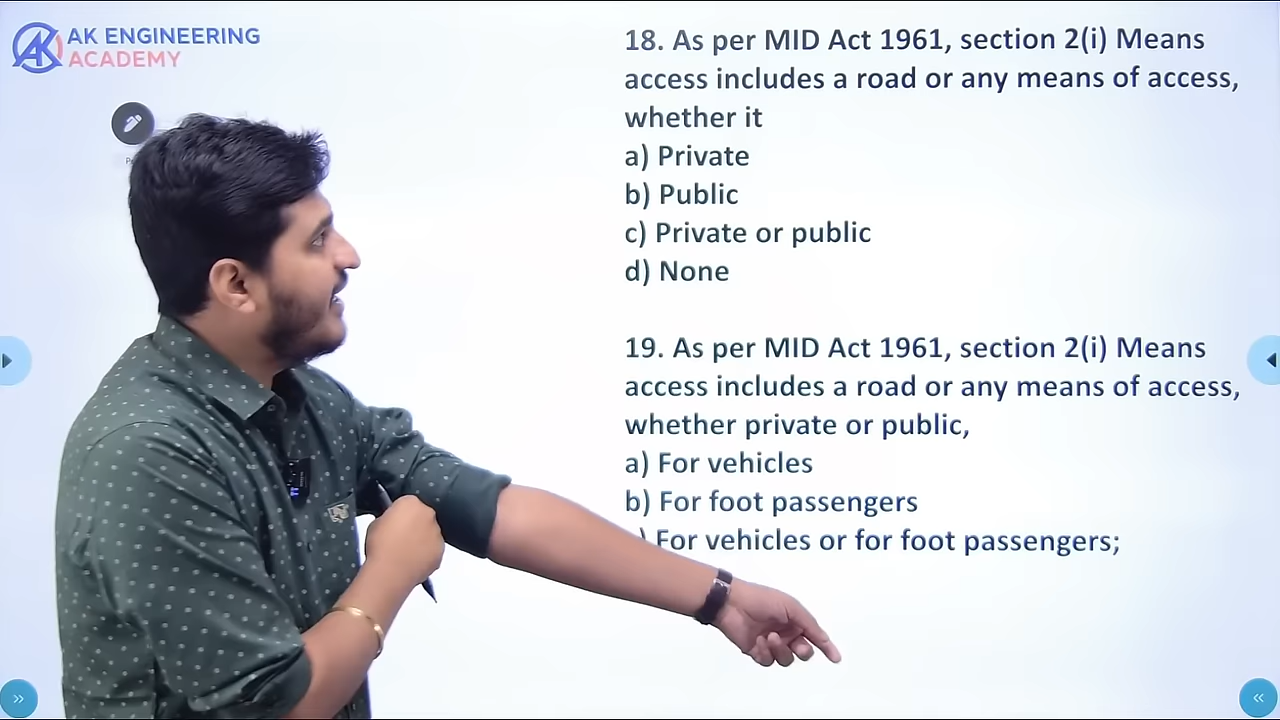 AK ENGINEERING
ACADEMY
18. As per MID Act 1961, section 2(i) Means
access includes a road or any means of access,
whether it
a) Private
b) Public
c) Private or public
d) None
19. As per MID Act 1961, section 2(i) Means
access includes a road or any means of access,
whether private or public,
a) For vehicles
b) For foot passengers
) For vehicles or for foot passengers;